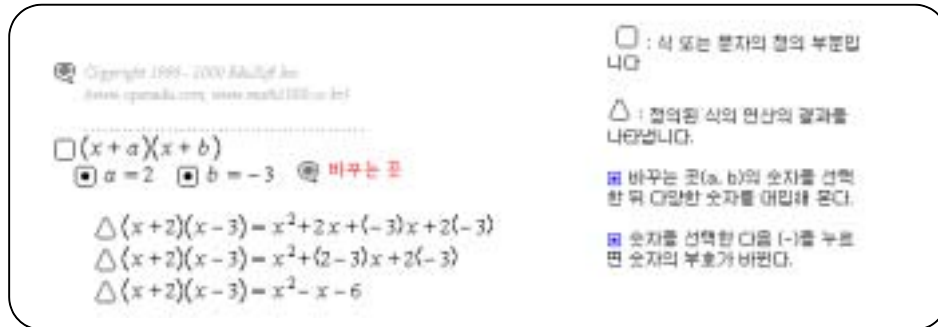 Copyright 1999 - 2000
□(x+a)(x+b)
a = 2 b = -3 바꾸는 곳
△(x+2)(x-3) = x²+2x+(-3)x+2(-3)
△(x+2)(x-3) = x²+(2-3)x+2(-3)
△(x+2)(x-3) = x²-x-6
□ : 식 또는 문자의 정의 부분입
니다
△ : 정의된 식의 연산의 결과를
나타냅니다.
바꾸는 곳(a, b)의 숫자를 선택
한 뒤 다양한 숫자를 대입해 본다.
숫자를 선택한 다음 (-)를 누르
면 숫자의 부호가 바뀐다.